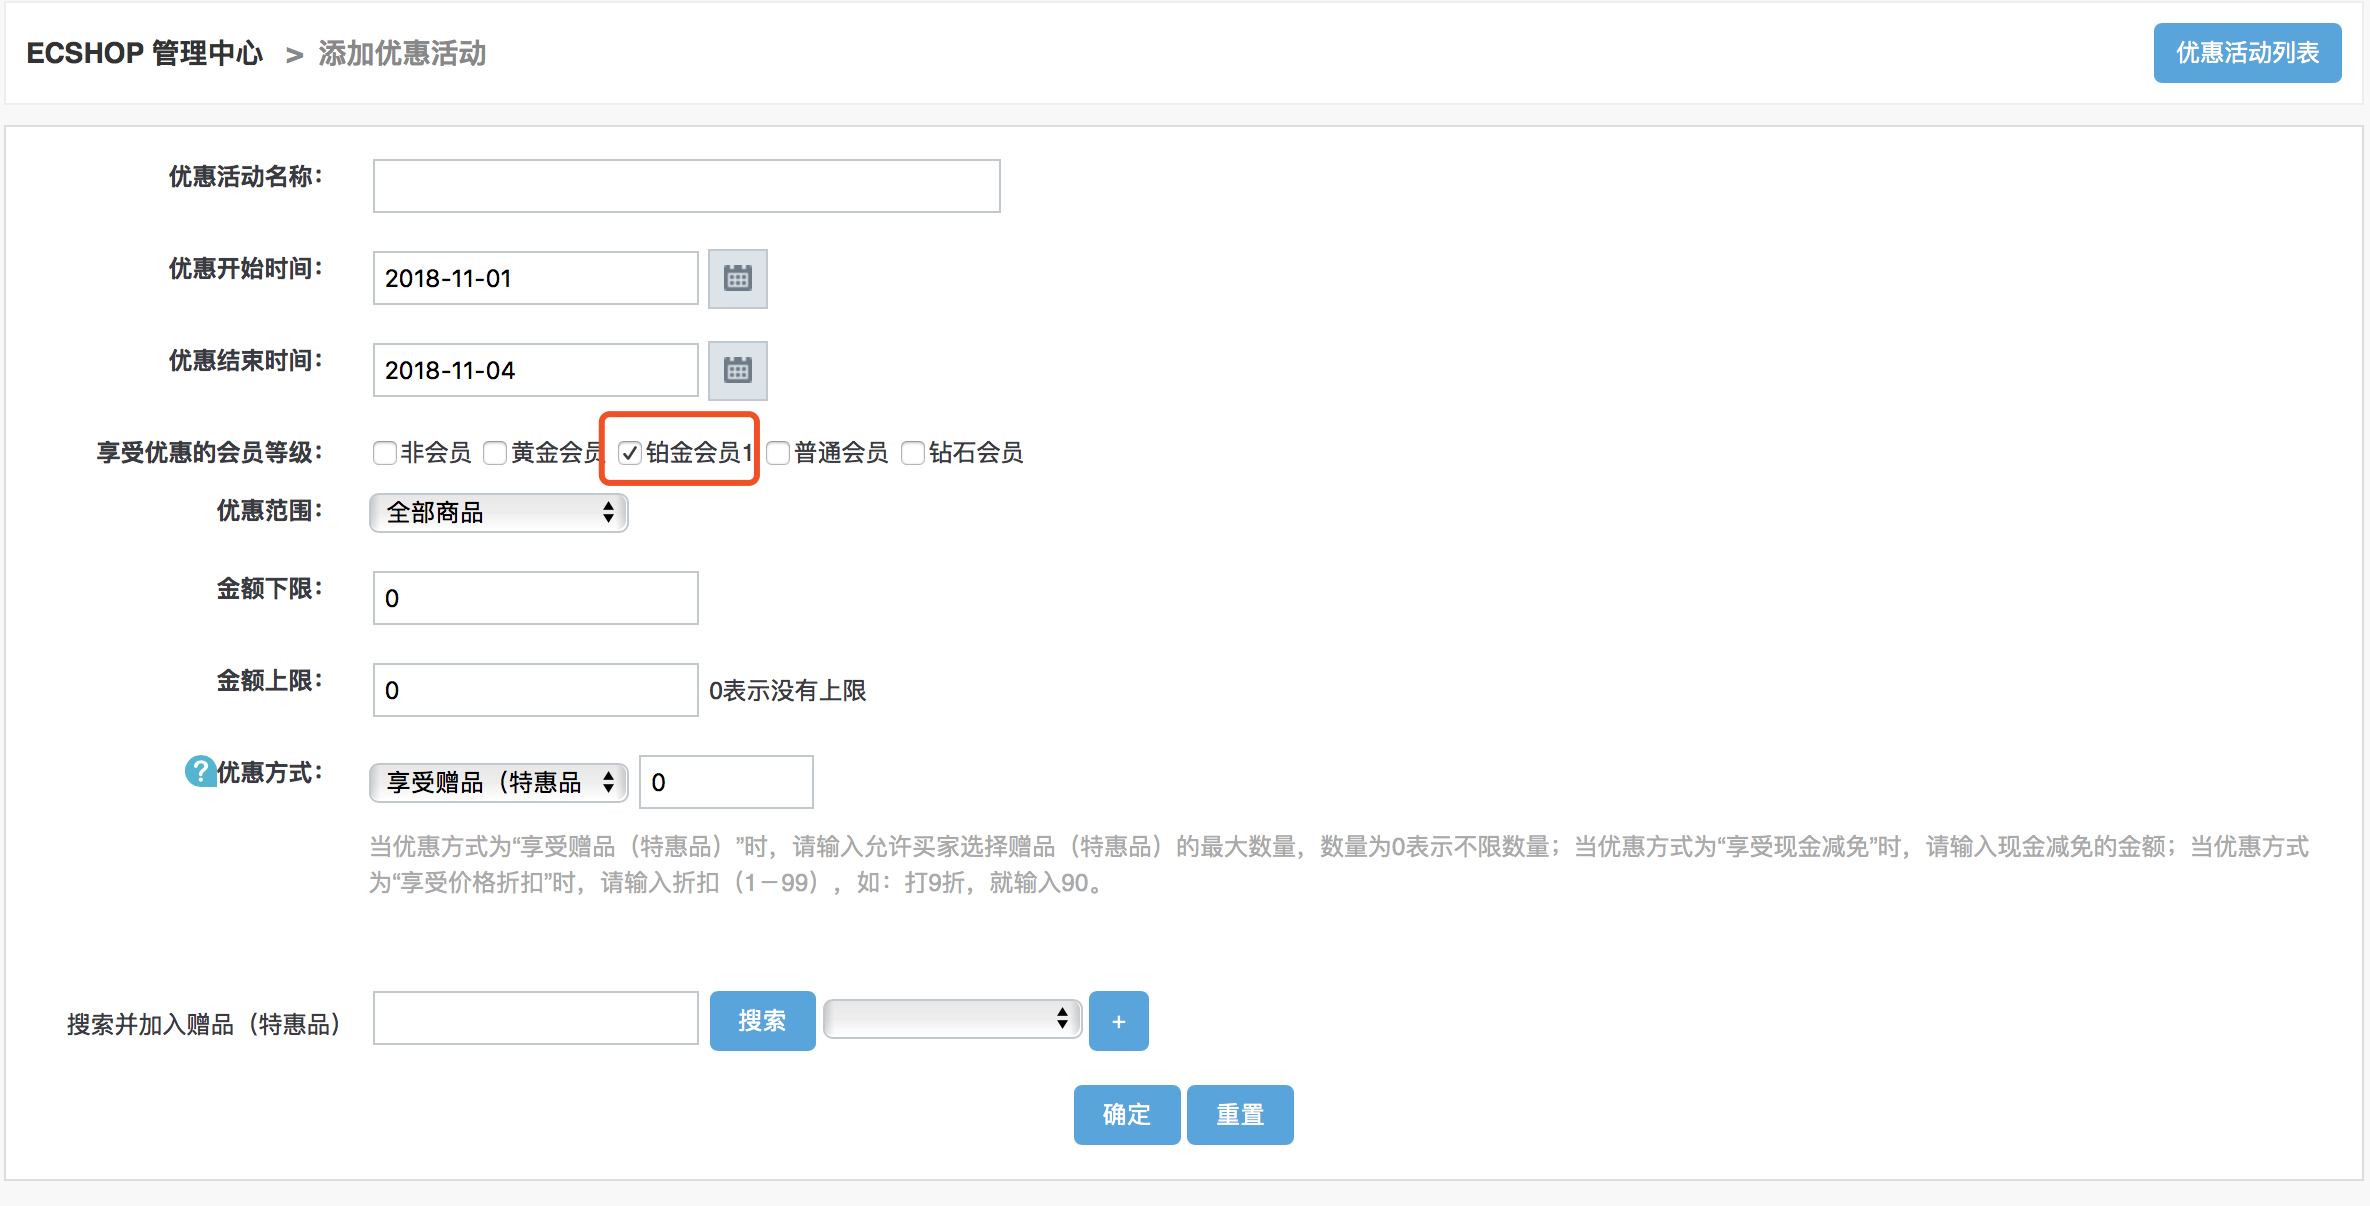 ECSHOP 管理中心 > 添加优惠活动
优惠活动列表
优惠活动名称：
优惠开始时间： 2018-11-01
优惠结束时间： 2018-11-04
享受优惠的会员等级： 非会员 黄金会员 铂金会员1 普通会员 钻石会员
优惠范围： 全部商品
金额下限： 0
金额上限： 0 0表示没有上限
?优惠方式： 享受赠品（特惠品 0
当优惠方式为“享受赠品（特惠品）”时，请输入允许买家选择赠品（特惠品）的最大数量，数量为0表示不限数量；当优惠方式为“享受现金减免”时，请输入现金减免的金额；当优惠方式
为“享受价格折扣”时，请输入折扣（1－99），如：打9折，就输入90。
搜索并加入赠品（特惠品） 搜索 +
确定 重置